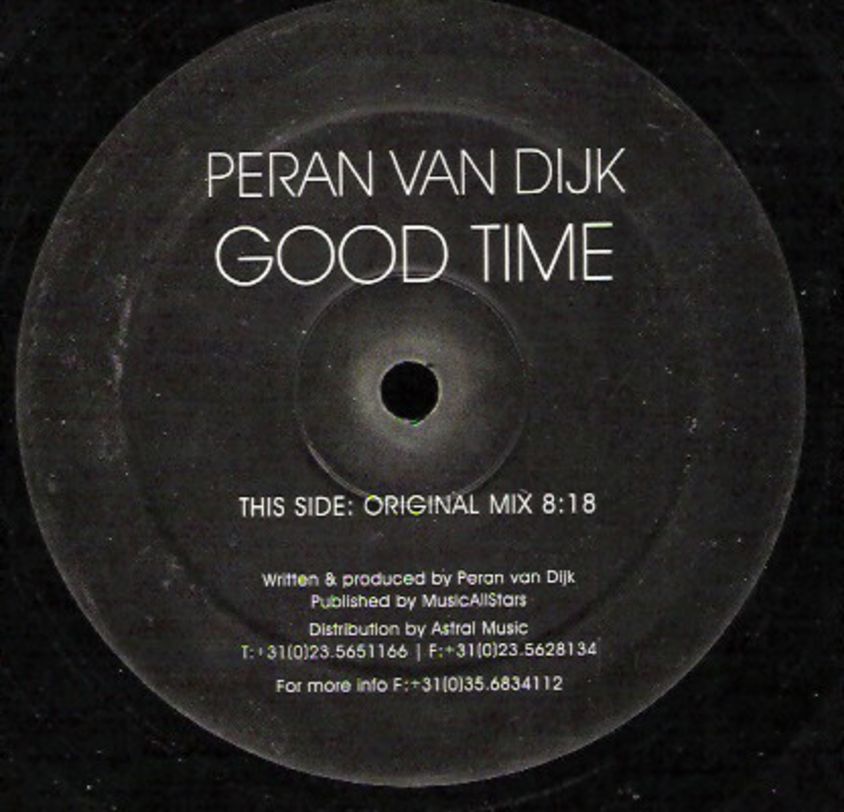 PERAN VAN DIJK
GOOD TIME
THIS SIDE: ORIGINAL MIX 8:18
Written & produced by Peran van Dijk
Published by MusicAllStars
Distribution by Astral Music
T:+31(0)23.5651166 | F:+31(0)23.5628134
For more info F:+31(0)35.6834112